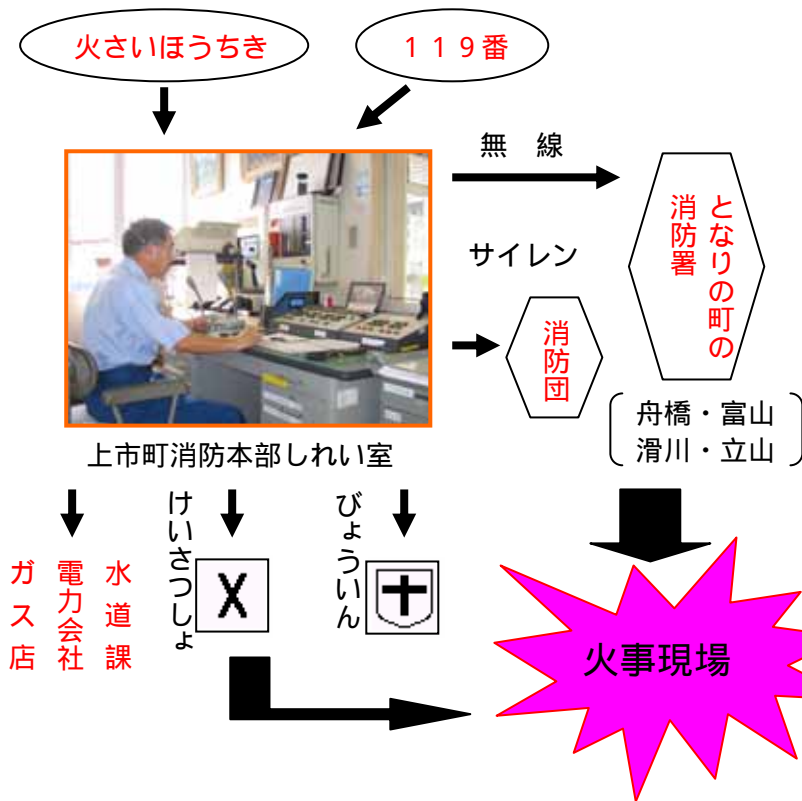 火さいほうちき
１１９番
無 線
サイレン
となりの町の
消防署
消防団
舟橋・富山
滑川・立山
上市町消防本部しれい室
けいさつしょ
びょういん
水道課
電力会社
ガス店
火事現場